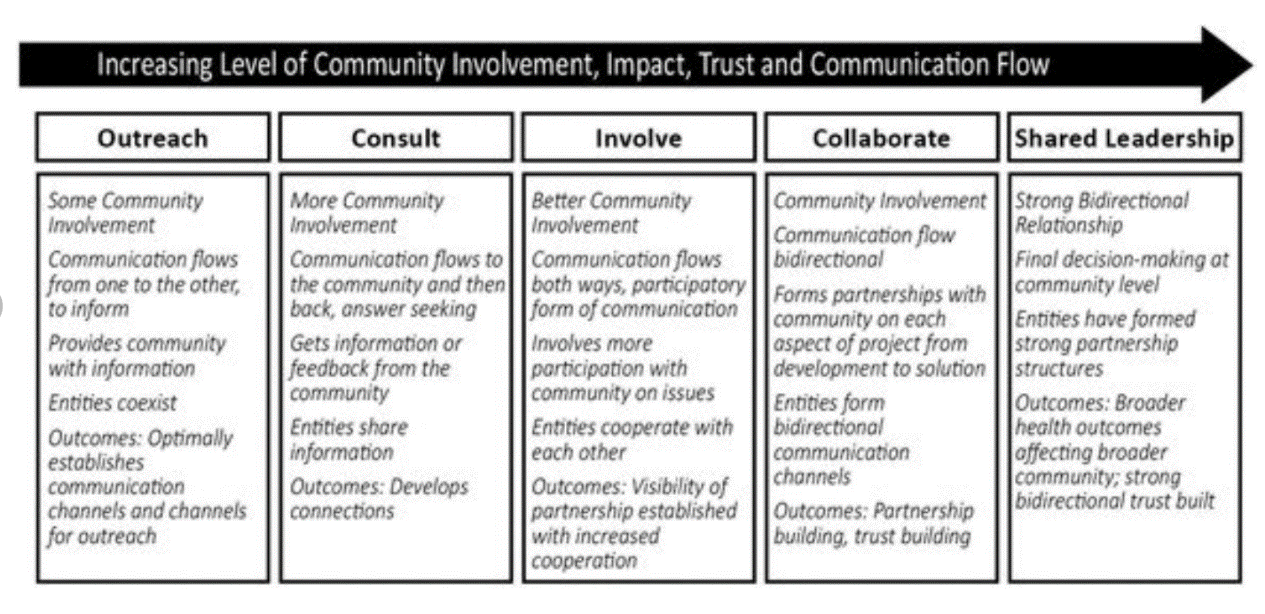 Increasing Level of Community Involvement, Impact, Trust and Communication Flow
Outreach
Some Community
Involvement
Communication flows
from one to the other,
to inform
Provides community
with information
Entities coexist
Outcomes: Optimally
establishes
communication
channels and channels
for outreach
Consult
More Community
Involvement
Communication flows to
the community and then
back, answer seeking
Gets information or
feedback from the
community
Entities share
information
Outcomes: Develops
connections
Involve
Better Community
Involvement
Communication flows
both ways, participatory
form of communication
Involves more
participation with
community on issues
Entities cooperate with
each other
Outcomes: Visibility of
partnership established
with increased
cooperation
Collaborate
Community Involvement
Communication flow
bidirectional
Forms partnerships with
community on each
aspect of project from
development to solution
Entities form
bidirectional
communication
channels
Outcomes: Partnership
building, trust building
Shared Leadership
Strong Bidirectional
Relationship
Final decision-making at
community level
Entities have formed
strong partnership
structures
Outcomes: Broader
health outcomes
affecting broader
community; strong
bidirectional trust built